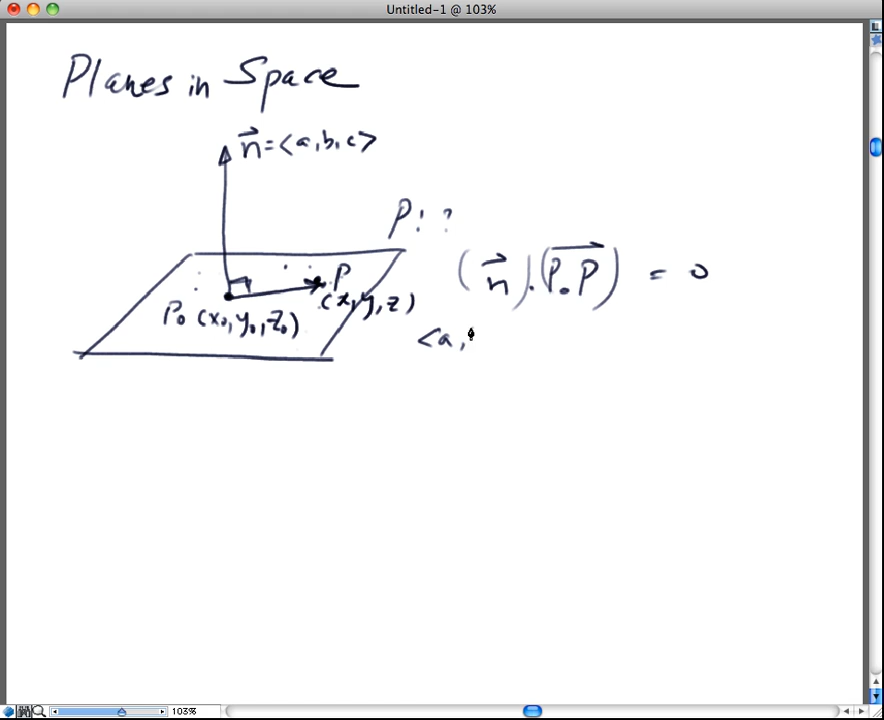 Untitled-1 @ 103%
Planes in Space
n⃗ = <a, b, c>
P: ?
P
(x, y, z)
P₀ (x₀, y₀, z₀)
(n⃗) · (P₀P⃗) = 0
<a,
103%